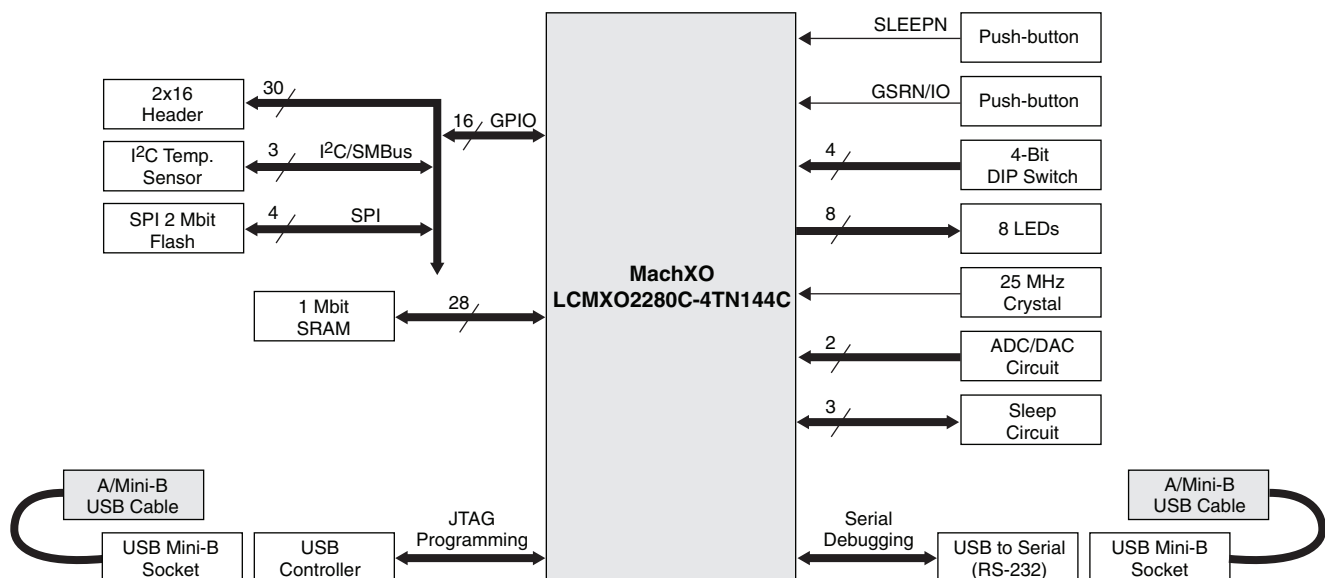 SLEEPN
Push-button
2x16
Header
30
GSRN/IO
Push-button
16 GPIO
I²C Temp.
Sensor
3
I²C/SMBus
4
4-Bit
DIP Switch
SPI 2 Mbit
Flash
4
SPI
8
8 LEDs
MachXO
LCMXO2280C-4TN144C
1 Mbit
SRAM
28
25 MHz
Crystal
2
ADC/DAC
Circuit
3
Sleep
Circuit
A/Mini-B
USB Cable
A/Mini-B
USB Cable
USB Mini-B
Socket
USB
Controller
JTAG
Programming
Serial
Debugging
USB to Serial
(RS-232)
USB Mini-B
Socket